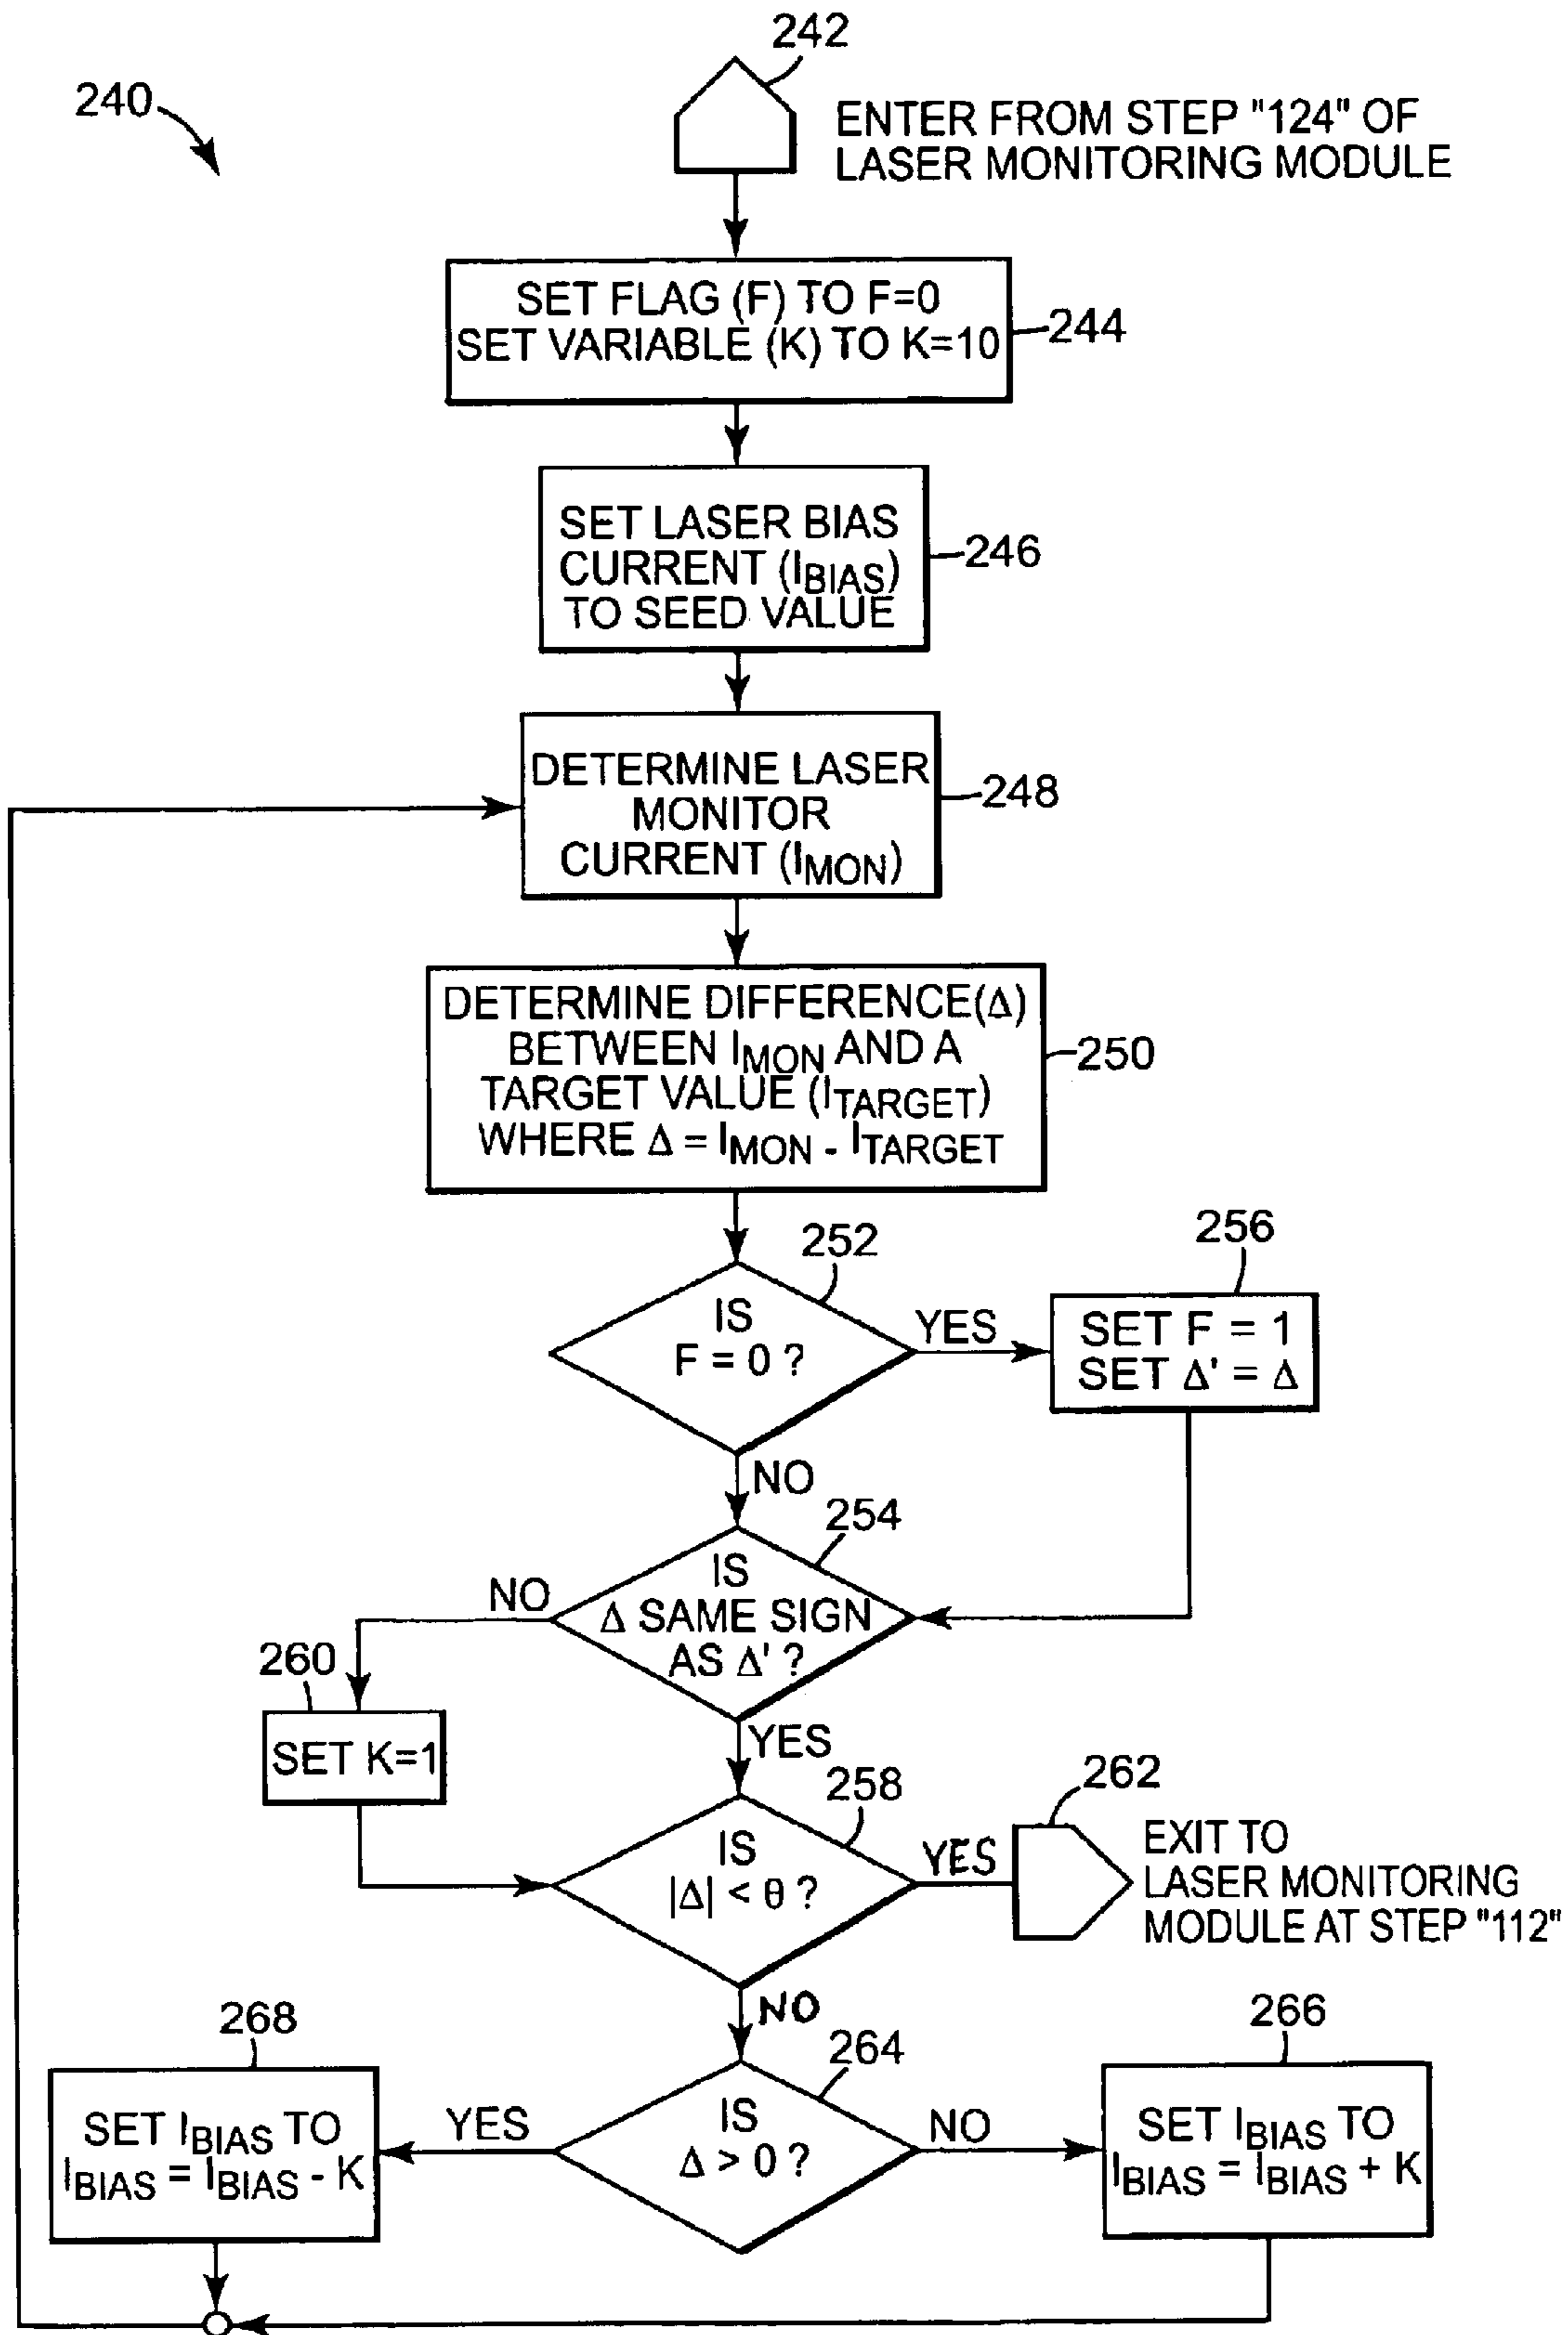 242
240
ENTER FROM STEP "124" OF
LASER MONITORING MODULE
SET FLAG (F) TO F=0
SET VARIABLE (K) TO K=10
244
SET LASER BIAS
CURRENT (IBIAS)
TO SEED VALUE
246
DETERMINE LASER
MONITOR
CURRENT (IMON)
248
DETERMINE DIFFERENCE(Δ)
BETWEEN IMON AND A
TARGET VALUE (ITARGET)
WHERE Δ = IMON - ITARGET
250
252
IS
F = 0 ?
YES
256
SET F = 1
SET Δ' = Δ
NO
254
IS
Δ SAME SIGN
AS Δ' ?
NO
260
SET K=1
YES
258
IS
|Δ| < θ ?
YES
262
EXIT TO
LASER MONITORING
MODULE AT STEP "112"
NO
264
IS
Δ > 0 ?
YES
268
SET IBIAS TO
IBIAS = IBIAS - K
NO
266
SET IBIAS TO
IBIAS = IBIAS + K